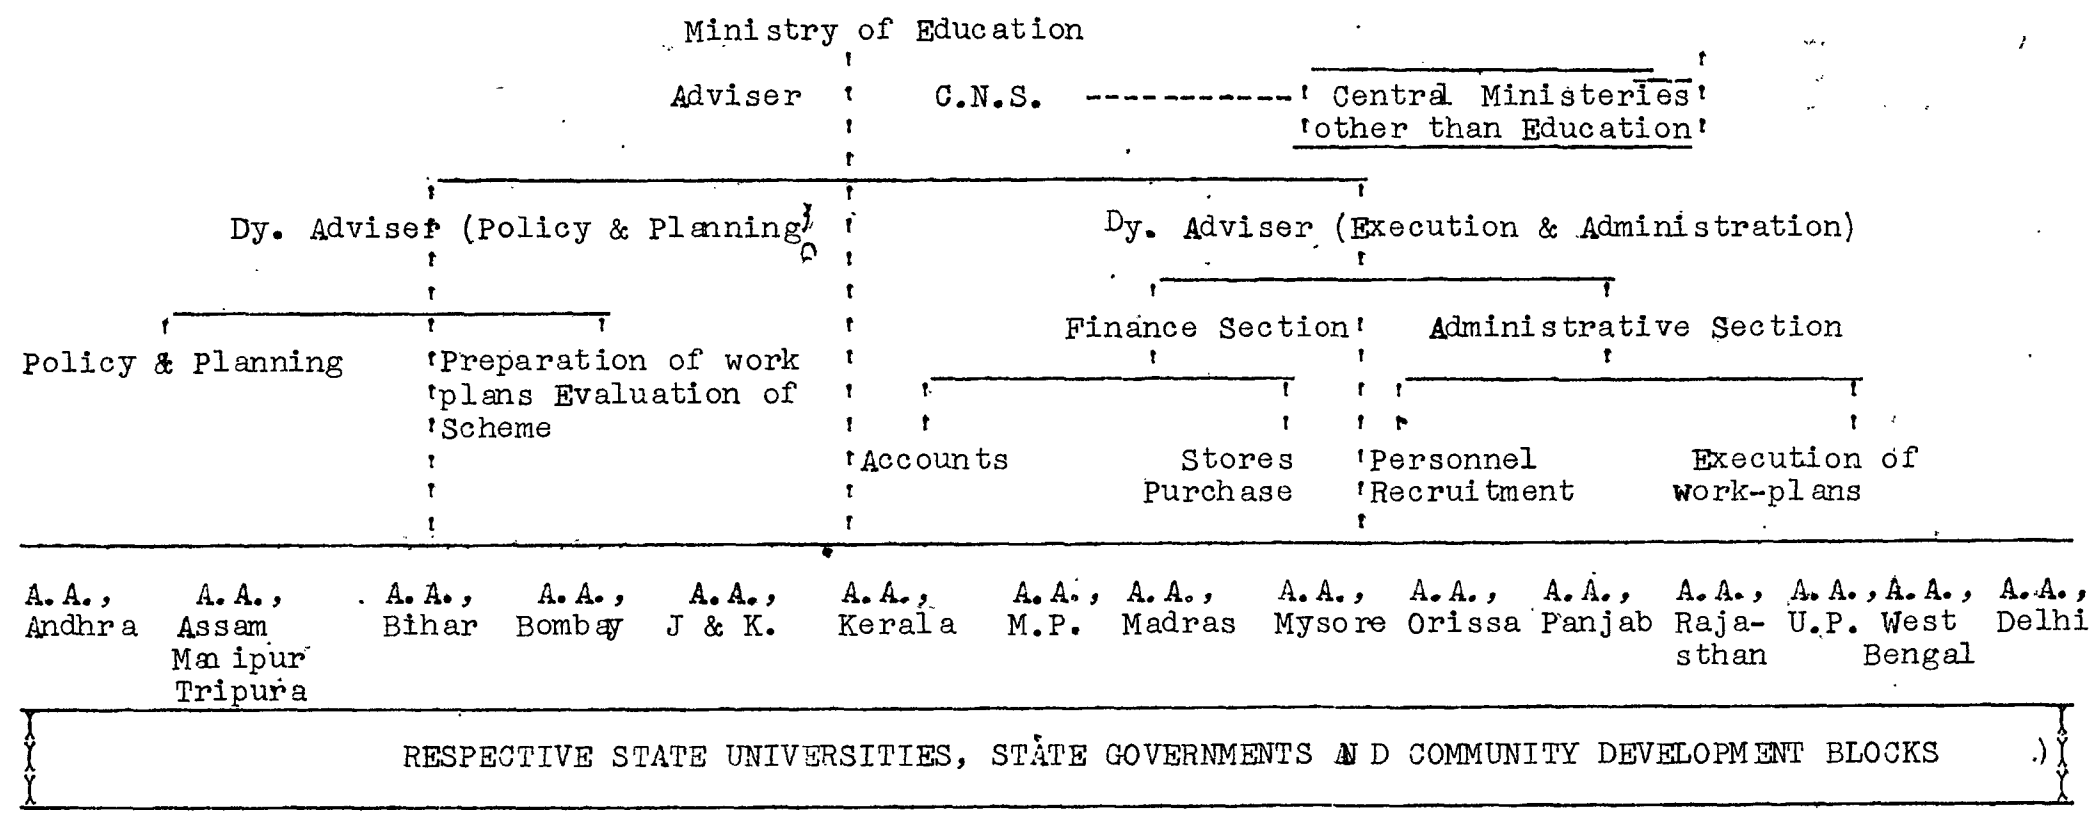 Ministry of Education
Adviser C.N.S. Central Ministeries
other than Education
Dy. Adviser (Policy & Planning) Dy. Adviser (Execution & Administration)
Finance Section Administrative Section
Policy & Planning Preparation of work
plans Evaluation of
Scheme
Accounts Stores Personnel Execution of
Purchase Recruitment work-plans
A.A., A.A., A.A., A.A., A.A., A.A., A.A., A.A., A.A., A.A., A.A., A.A., A.A., A.A., A.A.,
Andhra Assam Bihar Bombay J & K. Kerala M.P. Madras Mysore Orissa Panjab Raja- U.P. West Delhi
Manipur sthan Bengal
Tripura
RESPECTIVE STATE UNIVERSITIES, STATE GOVERNMENTS AND COMMUNITY DEVELOPMENT BLOCKS